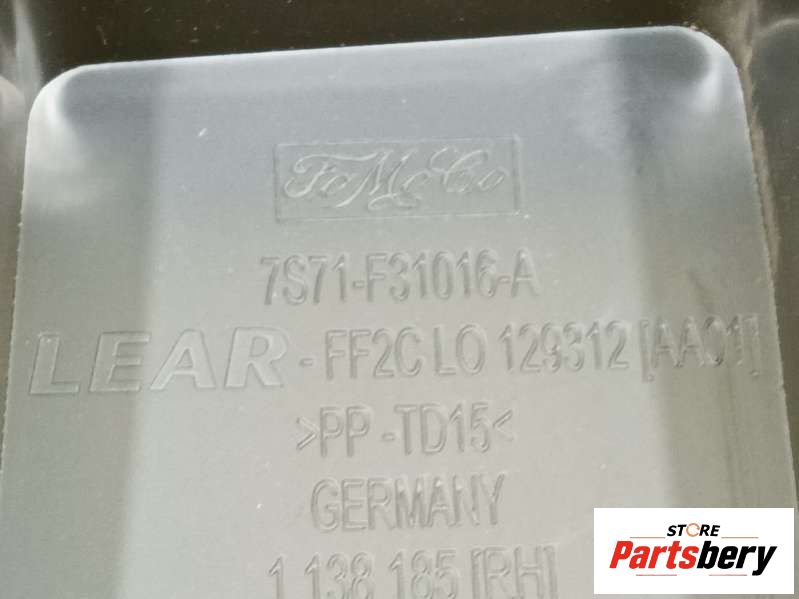 FoMoCo
7S71-F31016-A
LEAR - FF2C LO 129312 [AA01]
>PP-TD15<
GERMANY
1 138 185 [RH]
STORE
Partsbery